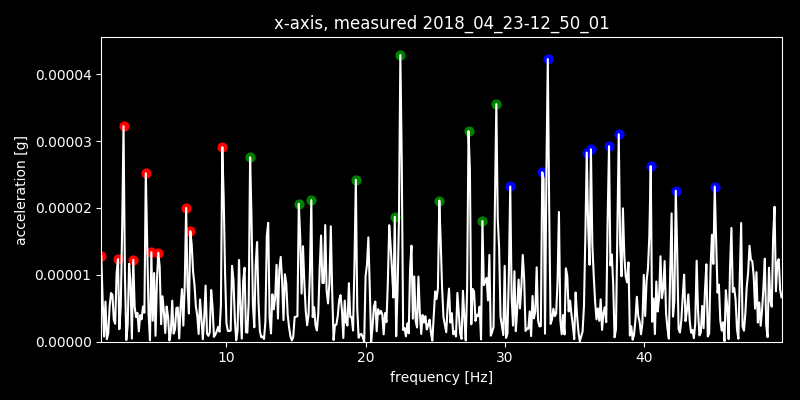 x-axis, measured 2018_04_23-12_50_01
0.00004
0.00003
0.00002
0.00001
0.00000
acceleration [g]
10 20 30 40
frequency [Hz]